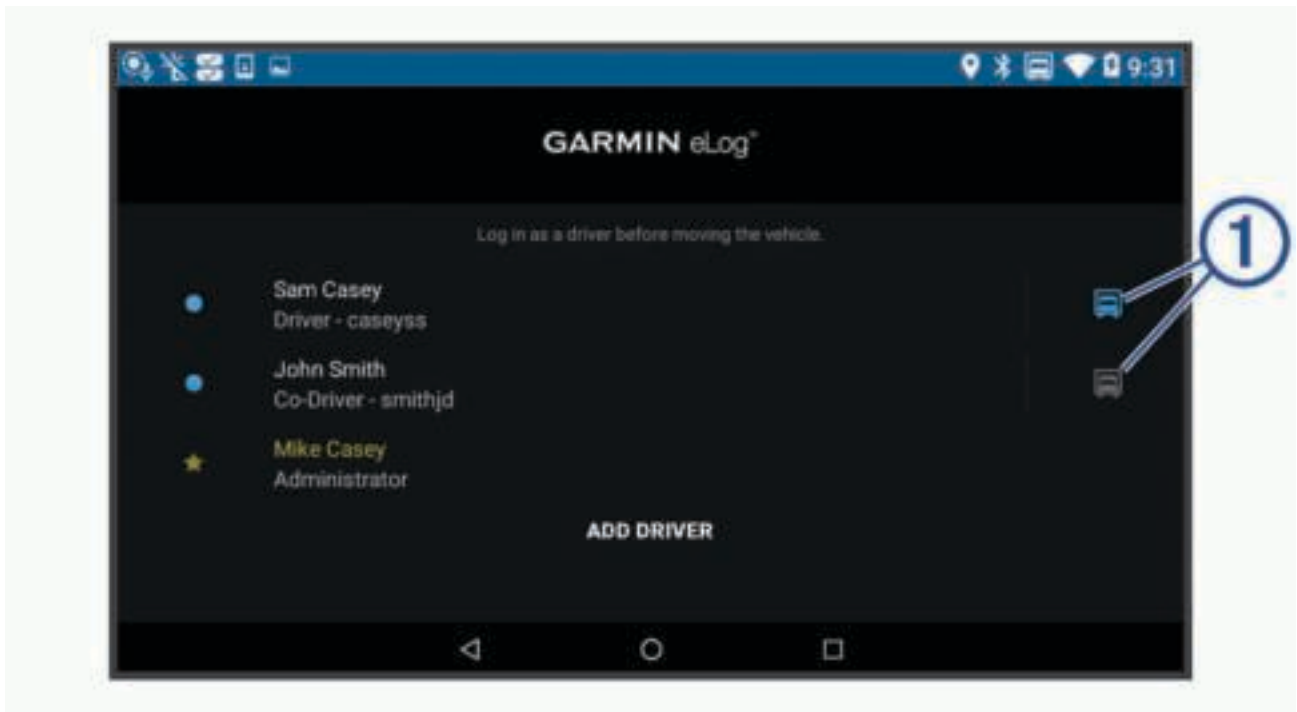 9:31
GARMIN eLog™
Log in as a driver before moving the vehicle.
1
Sam Casey
Driver - caseyss
John Smith
Co-Driver - smithjd
Mike Casey
Administrator
ADD DRIVER